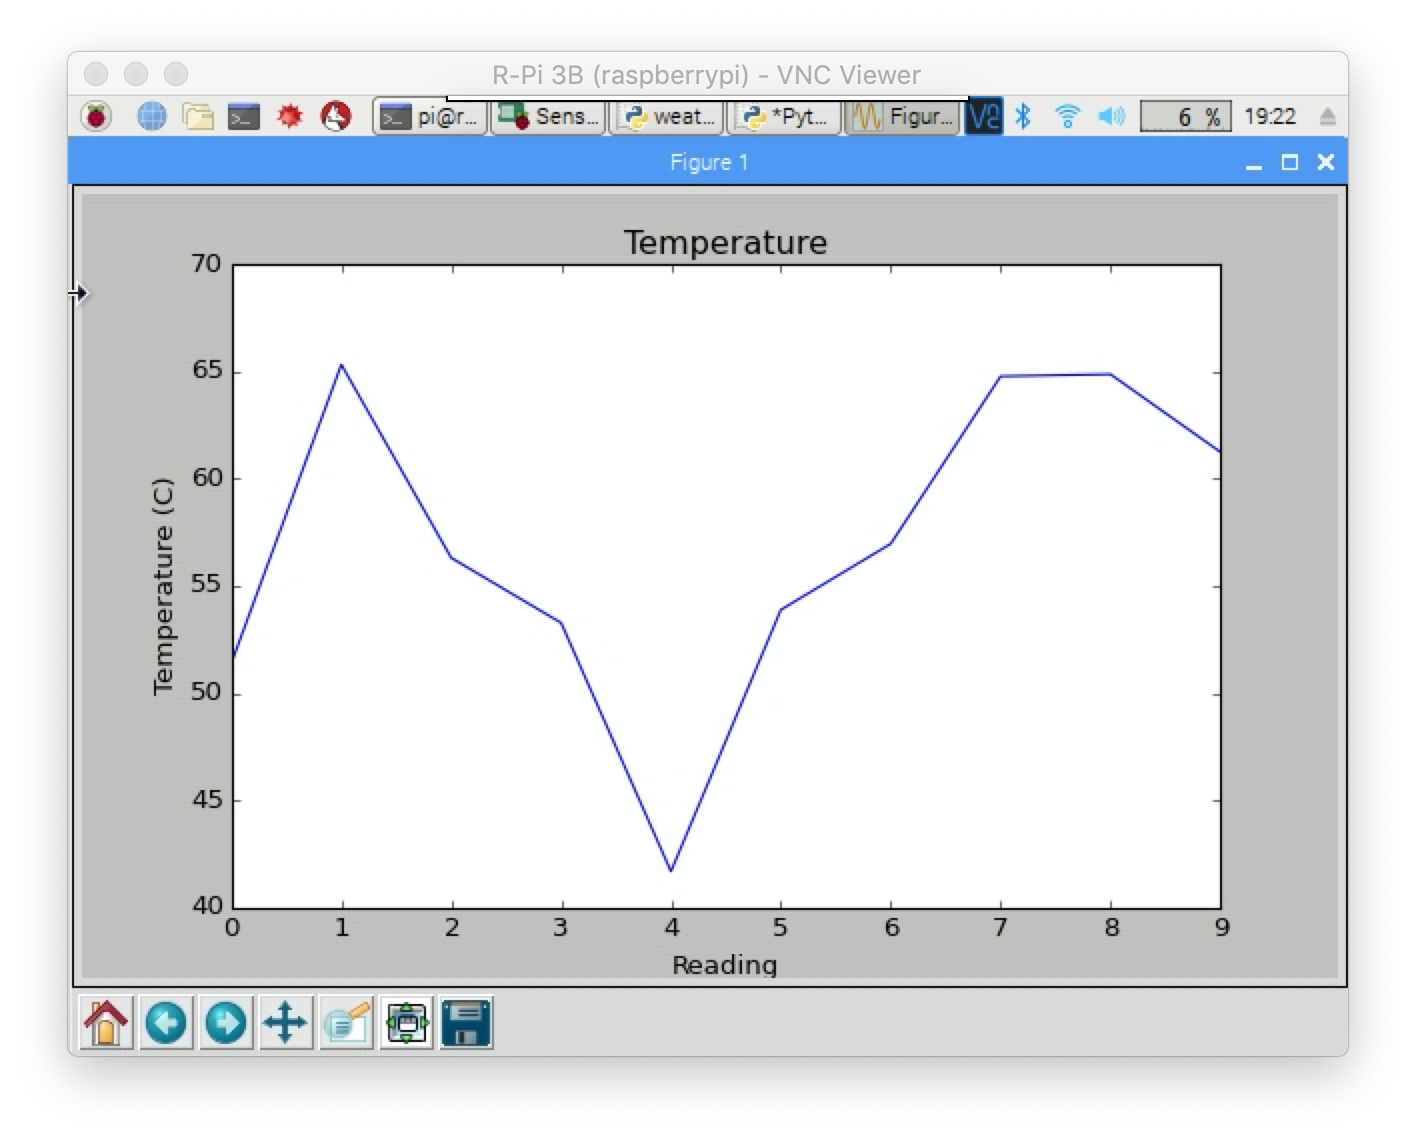 R-Pi 3B (raspberrypi) - VNC Viewer
pi@r... Sens... weat... *Pyt... Figur... V2 6 % 19:22
Figure 1
Temperature
70
65
60
55
50
45
40
Temperature (C)
0 1 2 3 4 5 6 7 8 9
Reading